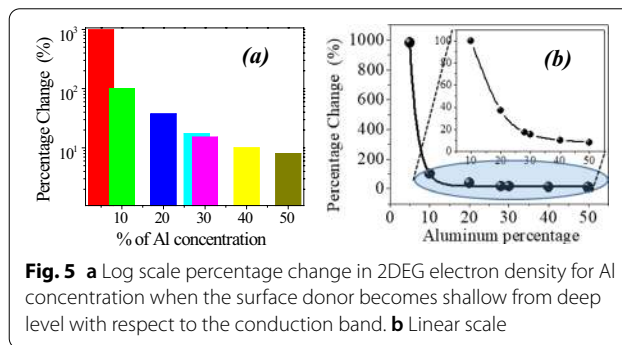 (a)
Percentage Change (%)
10³
10²
10¹
10 20 30 40 50
% of Al concentration
(b)
Percentage Change (%)
1000
800
600
400
200
0
0 10 20 30 40 50
Aluminum percentage
100
80
60
40
20
0
10 20 30 40 50
Fig. 5 a Log scale percentage change in 2DEG electron density for Al
concentration when the surface donor becomes shallow from deep
level with respect to the conduction band. b Linear scale